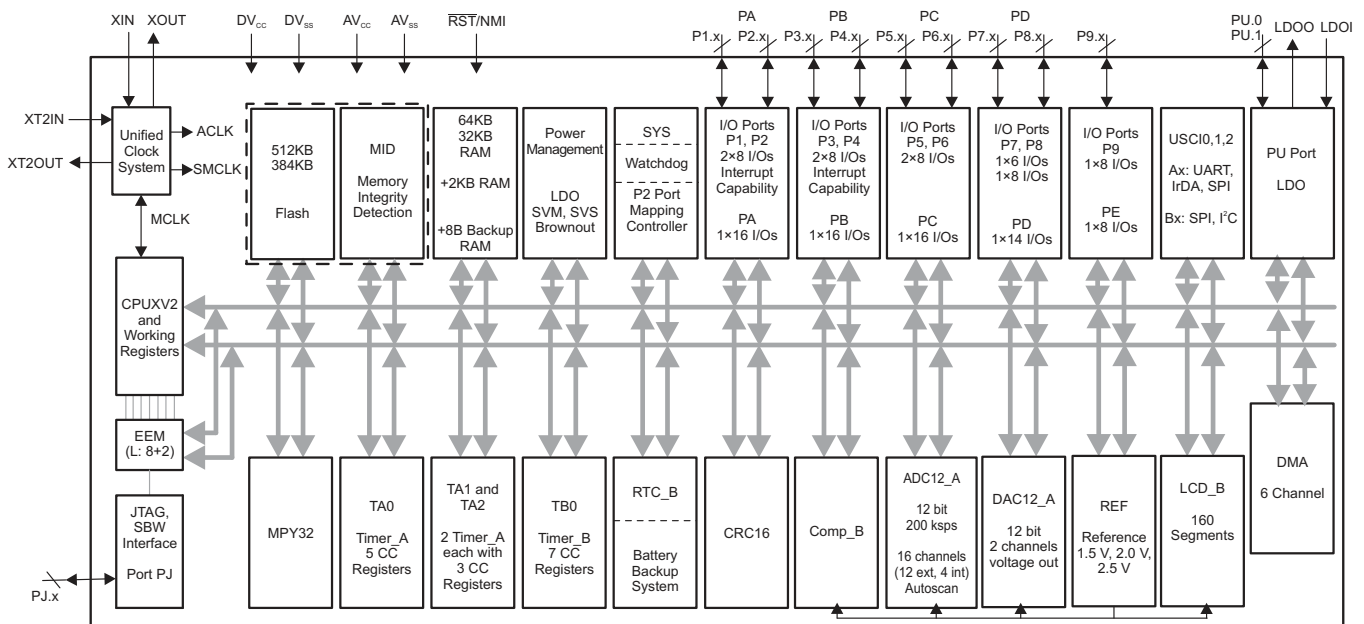 XIN
XOUT
DVCC
DVSS
AVCC
AVSS
RST/NMI
PA
P1.x
P2.x
PB
P3.x
P4.x
PC
P5.x
P6.x
PD
P7.x
P8.x
P9.x
PU.0
PU.1
LDOO
LDOI
XT2IN
XT2OUT
Unified
Clock
System
ACLK
SMCLK
MCLK
512KB
384KB
Flash
MID
Memory
Integrity
Detection
64KB
32KB
RAM
+2KB RAM
+8B Backup
RAM
Power
Management
LDO
SVM, SVS
Brownout
SYS
Watchdog
P2 Port
Mapping
Controller
I/O Ports
P1, P2
2×8 I/Os
Interrupt
Capability
PA
1×16 I/Os
I/O Ports
P3, P4
2×8 I/Os
Interrupt
Capability
PB
1×16 I/Os
I/O Ports
P5, P6
2×8 I/Os
PC
1×16 I/Os
I/O Ports
P7, P8
1×6 I/Os
1×8 I/Os
PD
1×14 I/Os
I/O Ports
P9
1×8 I/Os
PE
1×8 I/Os
USCI0,1,2
Ax: UART,
IrDA, SPI
Bx: SPI, I²C
PU Port
LDO
CPUXV2
and
Working
Registers
EEM
(L: 8+2)
JTAG,
SBW
Interface
Port PJ
PJ.x
MPY32
TA0
Timer_A
5 CC
Registers
TA1 and
TA2
2 Timer_A
each with
3 CC
Registers
TB0
Timer_B
7 CC
Registers
RTC_B
Battery
Backup
System
CRC16
Comp_B
ADC12_A
12 bit
200 ksps
16 channels
(12 ext, 4 int)
Autoscan
DAC12_A
12 bit
2 channels
voltage out
REF
Reference
1.5 V, 2.0 V,
2.5 V
LCD_B
160
Segments
DMA
6 Channel